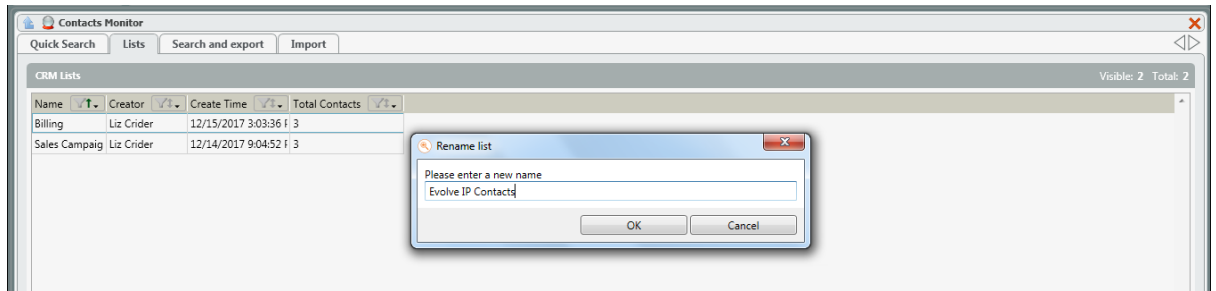 Contacts Monitor
Quick Search Lists Search and export Import
CRM Lists Visible: 2 Total: 2
Name Creator Create Time Total Contacts
Billing Liz Crider 12/15/2017 3:03:36 P 3
Sales Campaig Liz Crider 12/14/2017 9:04:52 P 3
Rename list
Please enter a new name
Evolve IP Contacts
OK Cancel